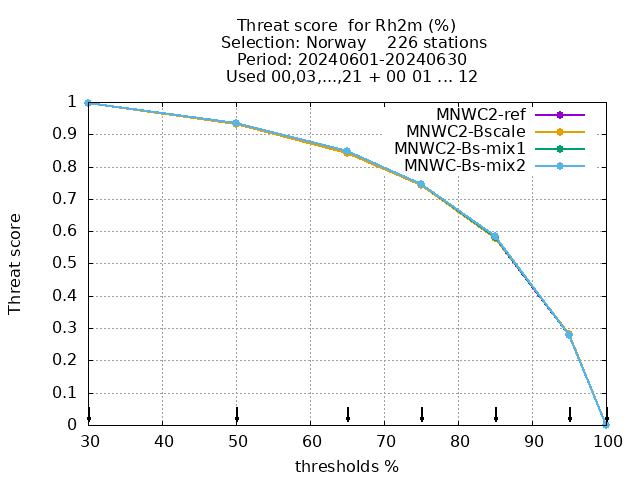 Threat score  for Rh2m (%)
Selection: Norway    226 stations
Period: 20240601-20240630
Used 00,03,...,21 + 00 01 ... 12
MNWC2-ref
MNWC2-Bscale
MNWC2-Bs-mix1
MNWC-Bs-mix2
Threat score
1
0.9
0.8
0.7
0.6
0.5
0.4
0.3
0.2
0.1
0
30 40 50 60 70 80 90 100
thresholds %